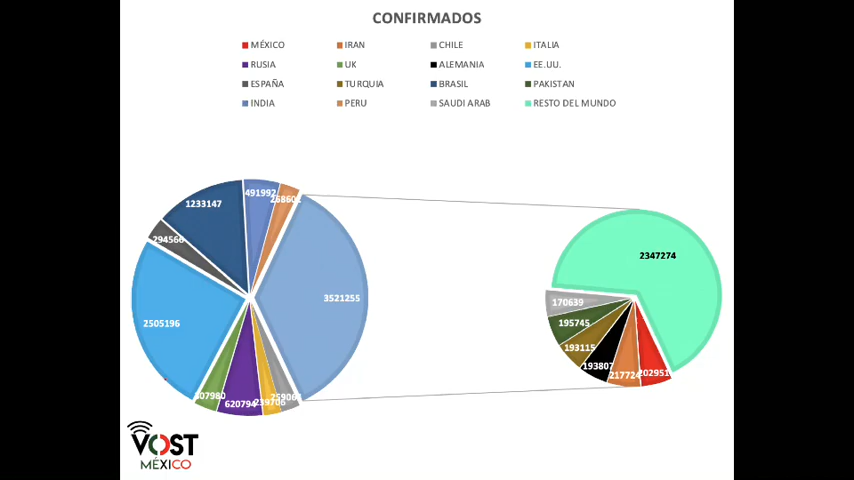 CONFIRMADOS
MÉXICO IRAN CHILE ITALIA
RUSIA UK ALEMANIA EE.UU.
ESPAÑA TURQUIA BRASIL PAKISTAN
INDIA PERU SAUDI ARAB RESTO DEL MUNDO
491992
1233147
294566
2505196
620794
3521255
2347274
170639
195745
193115
193807
217724
202951
VOST
MÉXICO